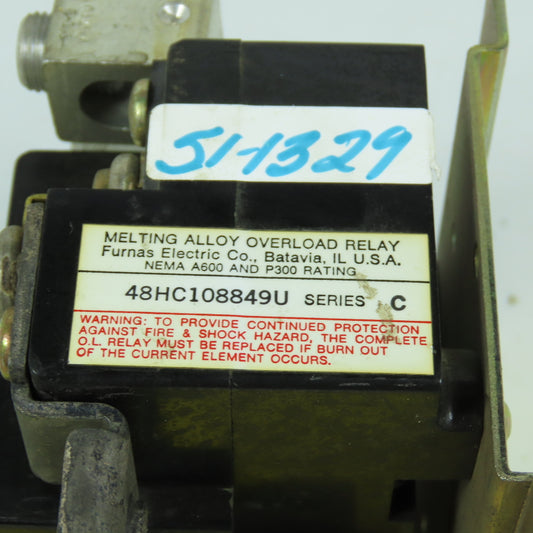 51-1329
MELTING ALLOY OVERLOAD RELAY
Furnas Electric Co., Batavia, IL U.S.A.
NEMA A600 AND P300 RATING
48HC108849U SERIES C
WARNING: TO PROVIDE CONTINUED PROTECTION
AGAINST FIRE & SHOCK HAZARD, THE COMPLETE
O.L. RELAY MUST BE REPLACED IF BURN OUT
OF THE CURRENT ELEMENT OCCURS.